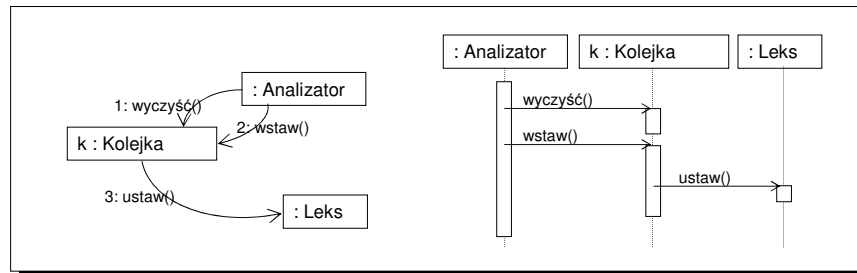 : Analizator
1: wyczyść()
2: wstaw()
k : Kolejka
3: ustaw()
: Leks
: Analizator
k : Kolejka
: Leks
wyczyść()
wstaw()
ustaw()